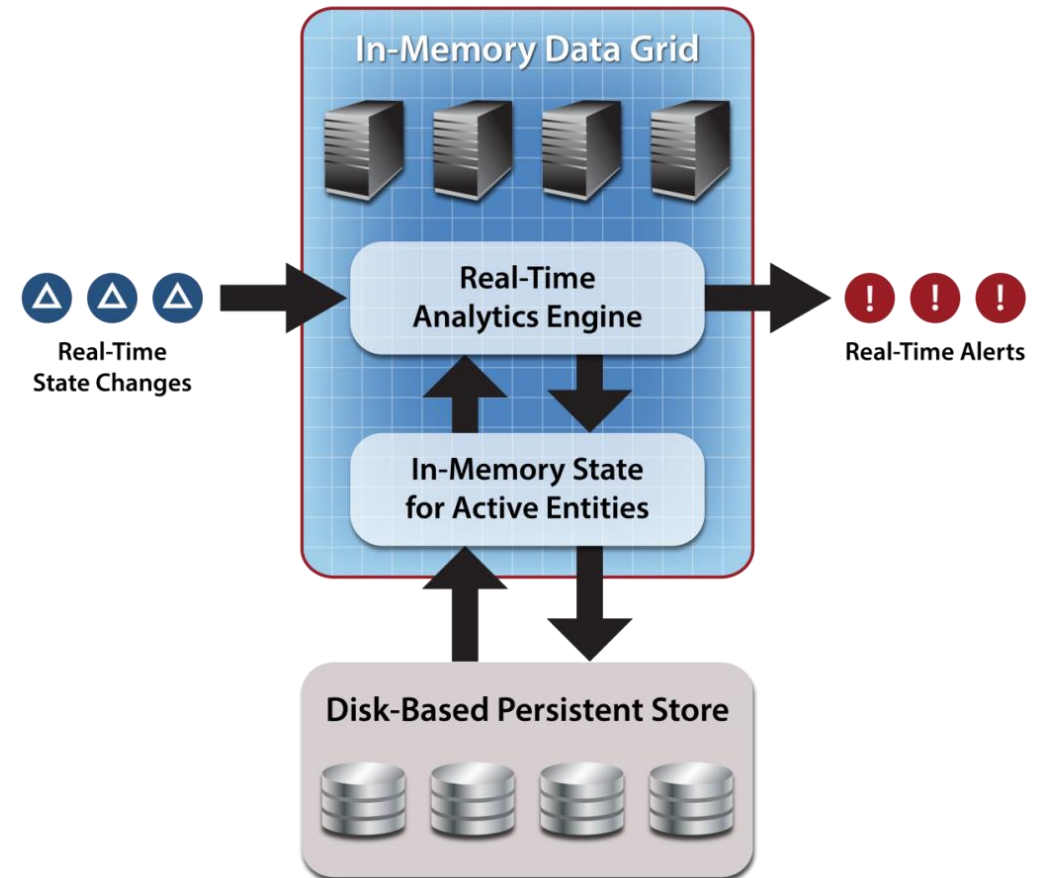 In-Memory Data Grid
Real-Time
Analytics Engine
Real-Time
State Changes
! ! !
Real-Time Alerts
In-Memory State
for Active Entities
Disk-Based Persistent Store